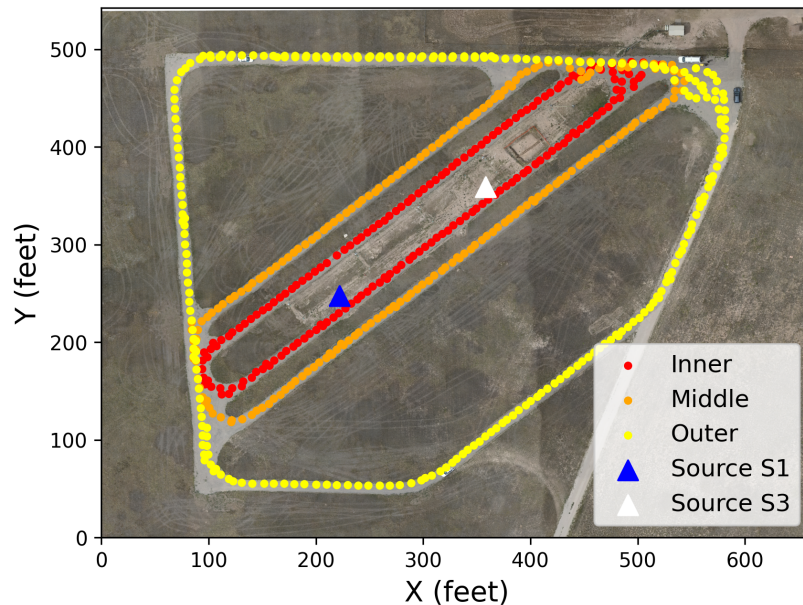 Y (feet)
500
400
300
200
100
0
0 100 200 300 400 500 600
X (feet)
Inner
Middle
Outer
Source S1
Source S3